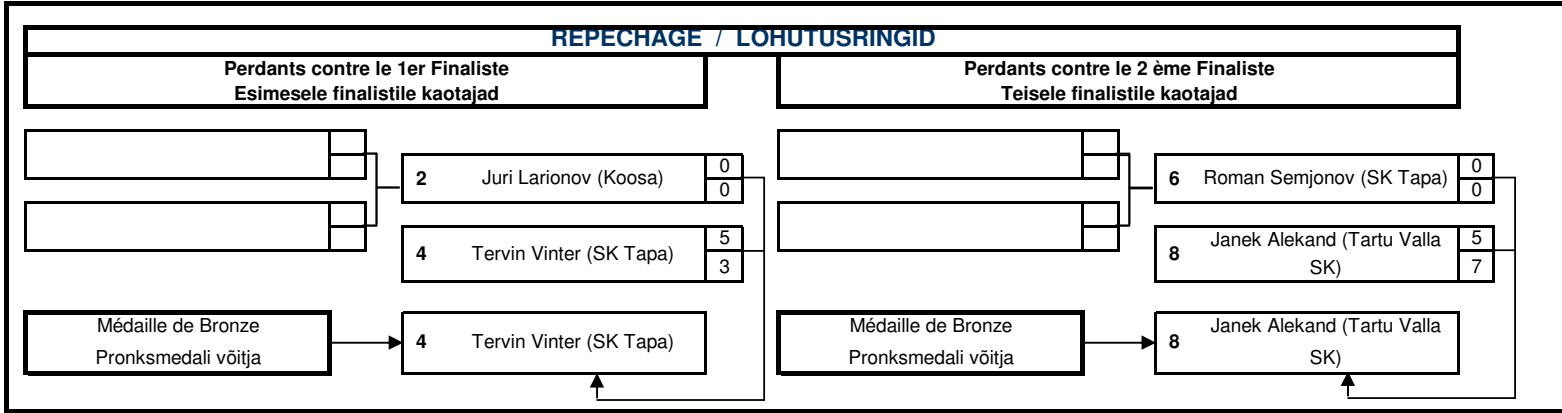 REPECHAGE / LOHUTUSRINGID
Perdants contre le 1er Finaliste
Esimesele finalistile kaotajad
Perdants contre le 2 ème Finaliste
Teisele finalistile kaotajad
2 Juri Larionov (Koosa) 0
0
4 Tervin Vinter (SK Tapa) 5
3
Médaille de Bronze
Pronksmedali võitja
4 Tervin Vinter (SK Tapa)
6 Roman Semjonov (SK Tapa) 0
0
8 Janek Alekand (Tartu Valla 5
SK) 7
Médaille de Bronze
Pronksmedali võitja
8 Janek Alekand (Tartu Valla
SK)